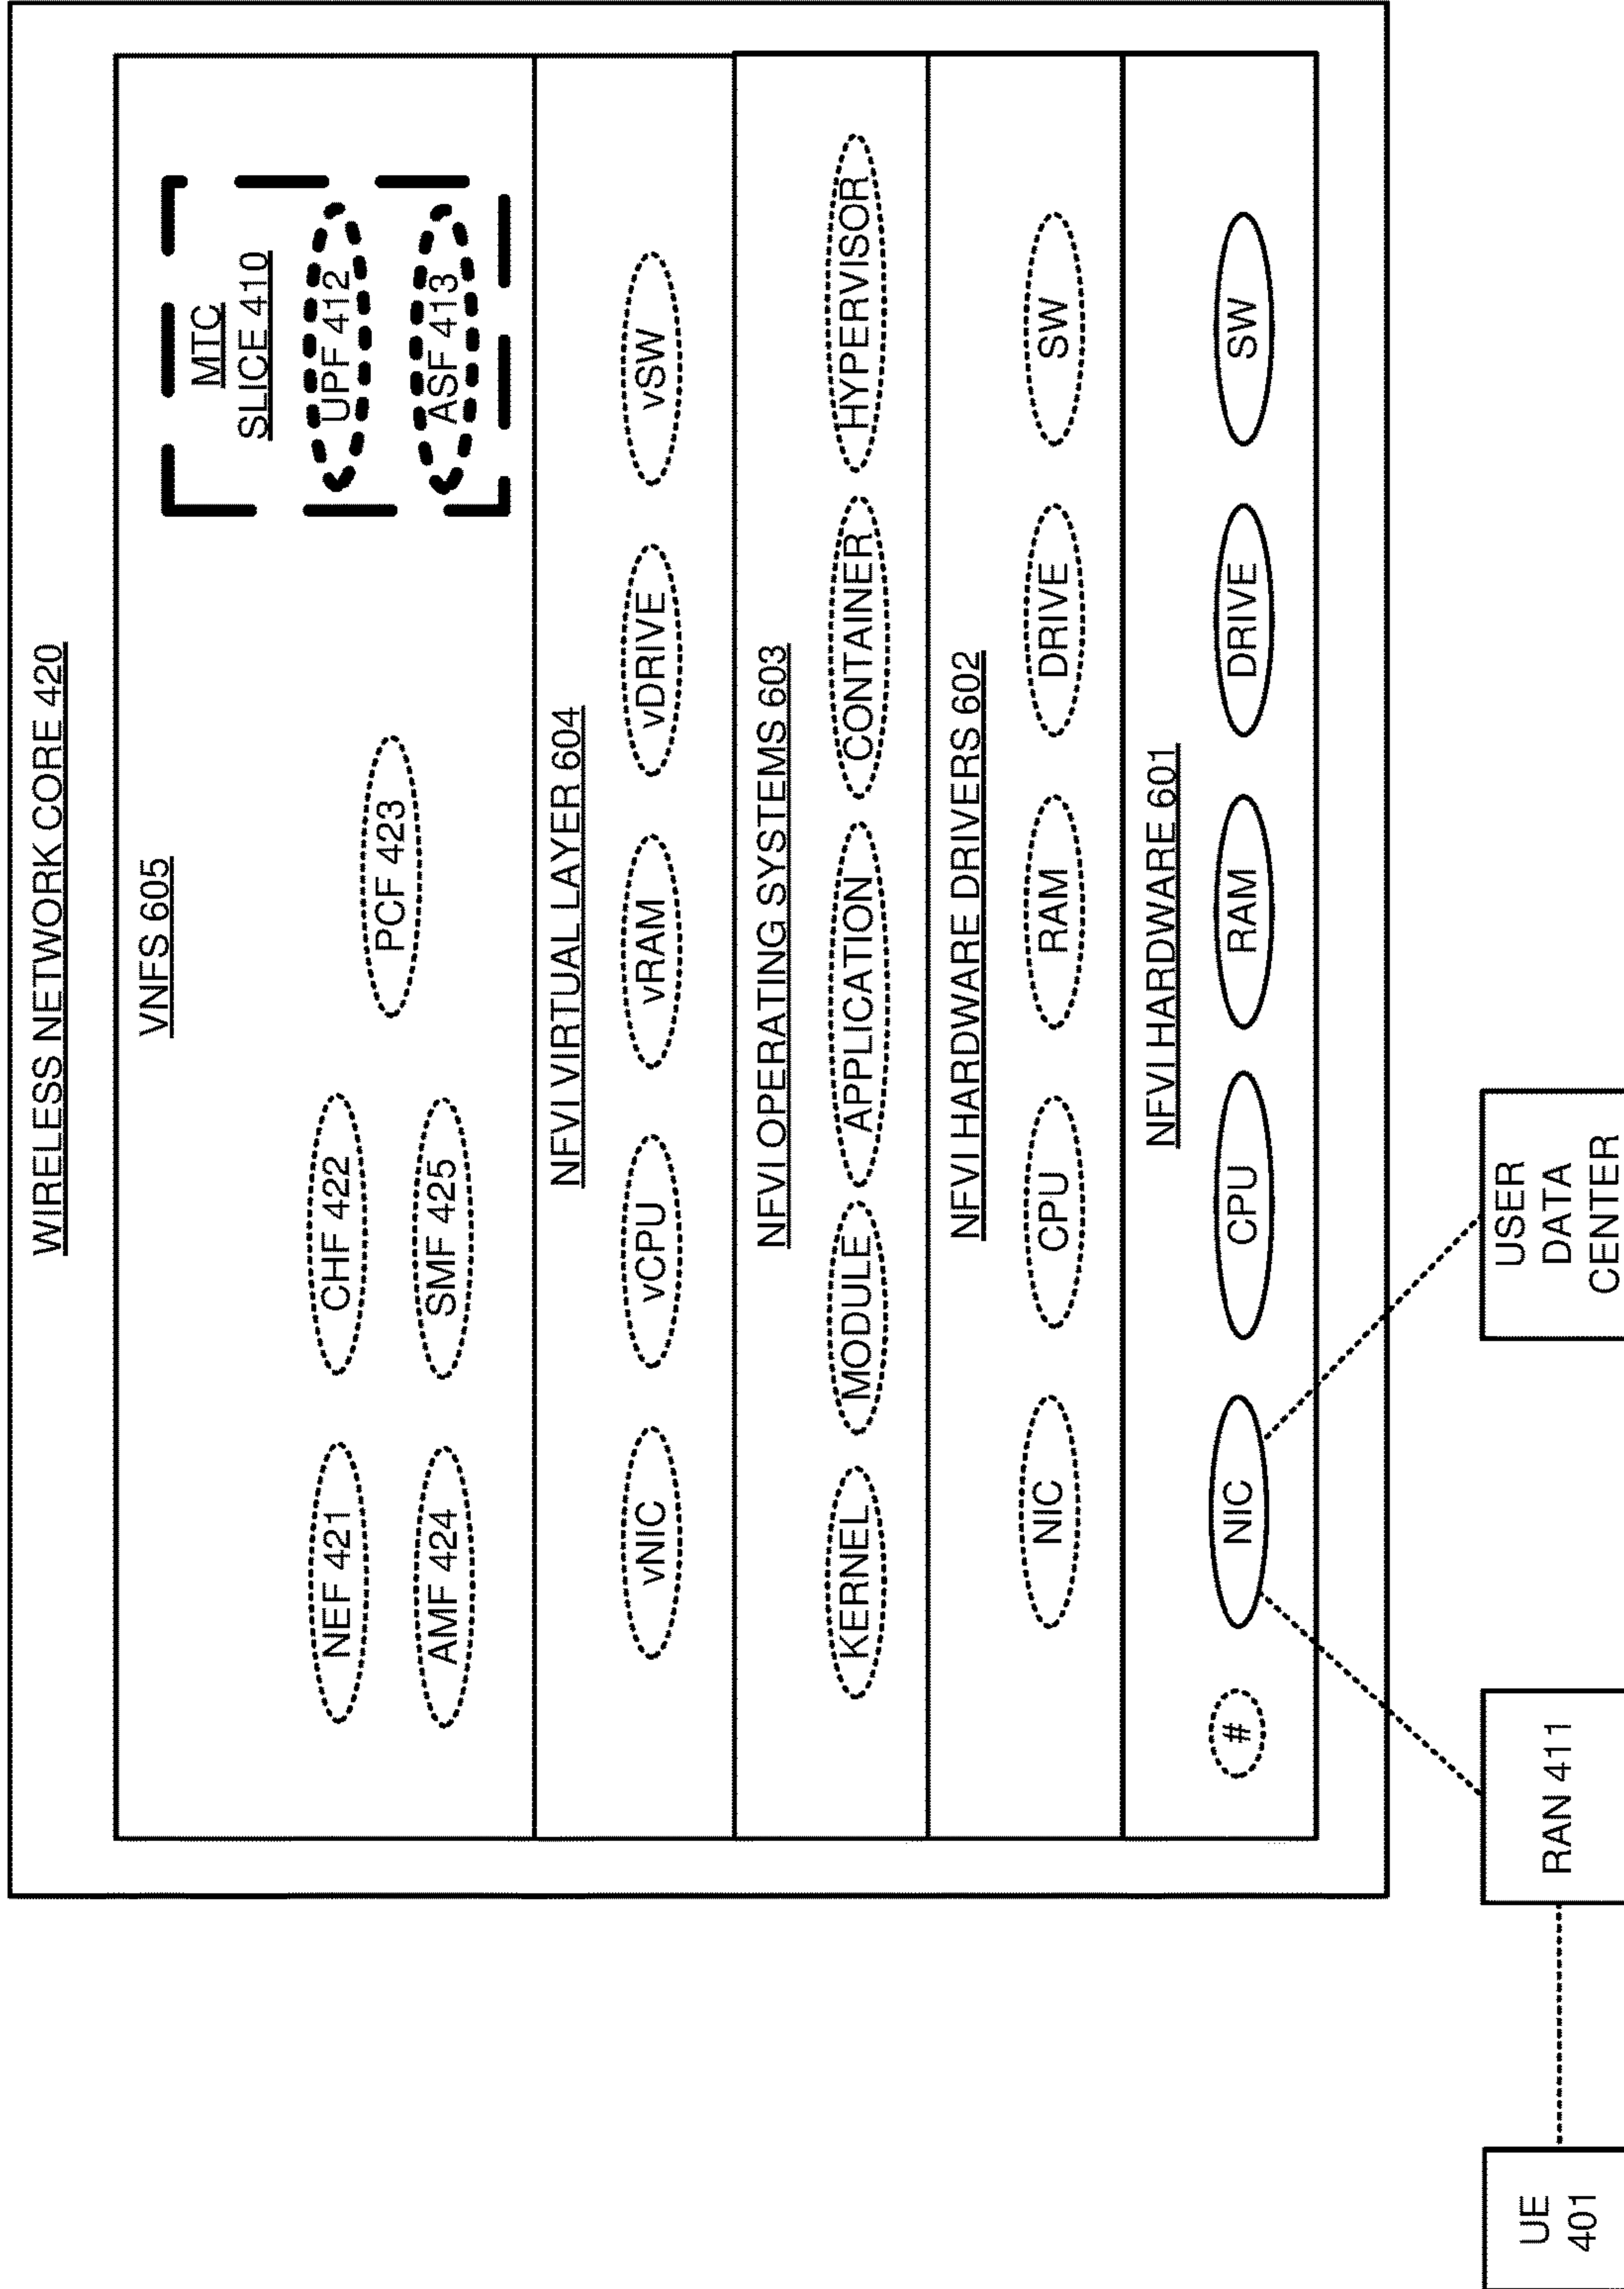 WIRELESS NETWORK CORE 420
VNFS 605
NEF 421
CHF 422
PCF 423
AMF 424
SMF 425
MTC
SLICE 410
UPF 412
ASF 413
NFVI VIRTUAL LAYER 604
vNIC
vCPU
vRAM
vDRIVE
vSW
NFVI OPERATING SYSTEMS 603
KERNEL
MODULE
APPLICATION
CONTAINER
HYPERVISOR
NFVI HARDWARE DRIVERS 602
NIC
CPU
RAM
DRIVE
SW
NFVI HARDWARE 601
#
NIC
CPU
RAM
DRIVE
SW
UE
401
RAN 411
USER
DATA
CENTER